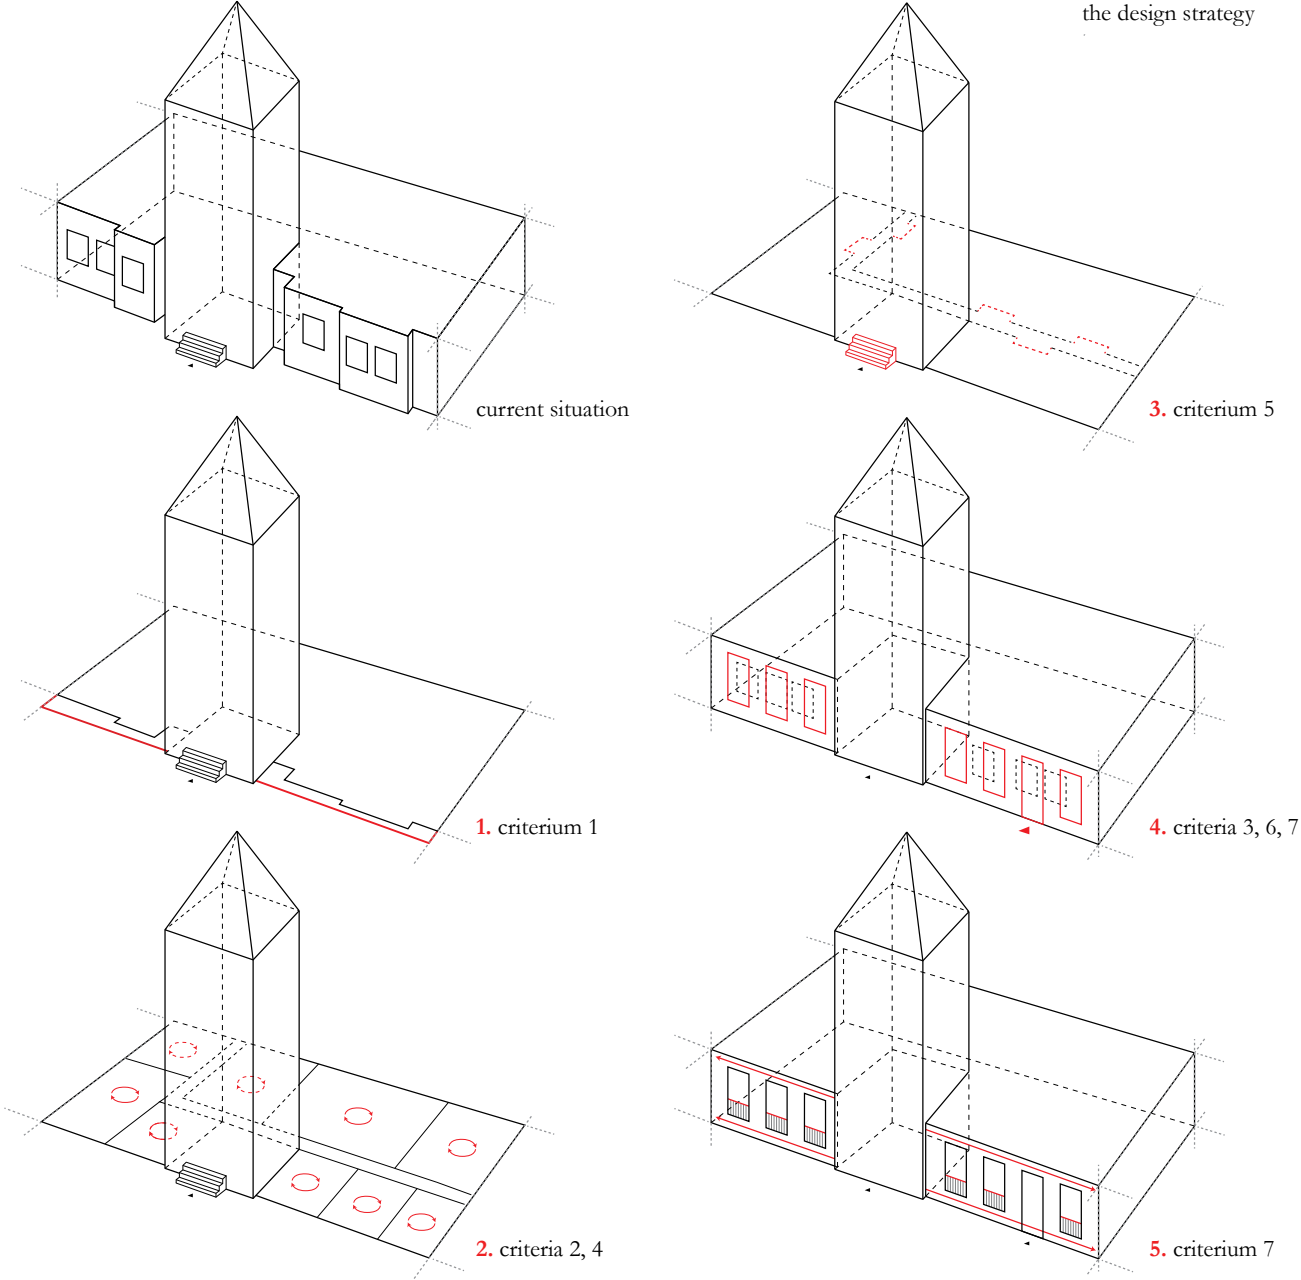 the design strategy
current situation
1. criterium 1
2. criteria 2, 4
3. criterium 5
4. criteria 3, 6, 7
5. criterium 7